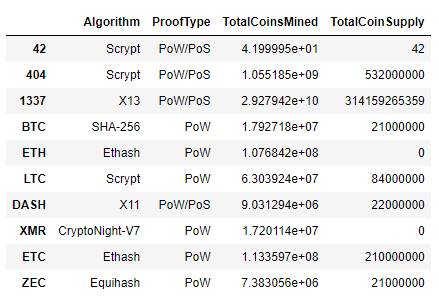 Algorithm ProofType TotalCoinsMined TotalCoinSupply
42 Scrypt PoW/PoS 4.199995e+01 42
404 Scrypt PoW/PoS 1.055185e+09 532000000
1337 X13 PoW/PoS 2.927942e+10 314159265359
BTC SHA-256 PoW 1.792718e+07 21000000
ETH Ethash PoW 1.076842e+08 0
LTC Scrypt PoW 6.303924e+07 84000000
DASH X11 PoW/PoS 9.031294e+06 22000000
XMR CryptoNight-V7 PoW 1.720114e+07 0
ETC Ethash PoW 1.133597e+08 210000000
ZEC Equihash PoW 7.383056e+06 21000000